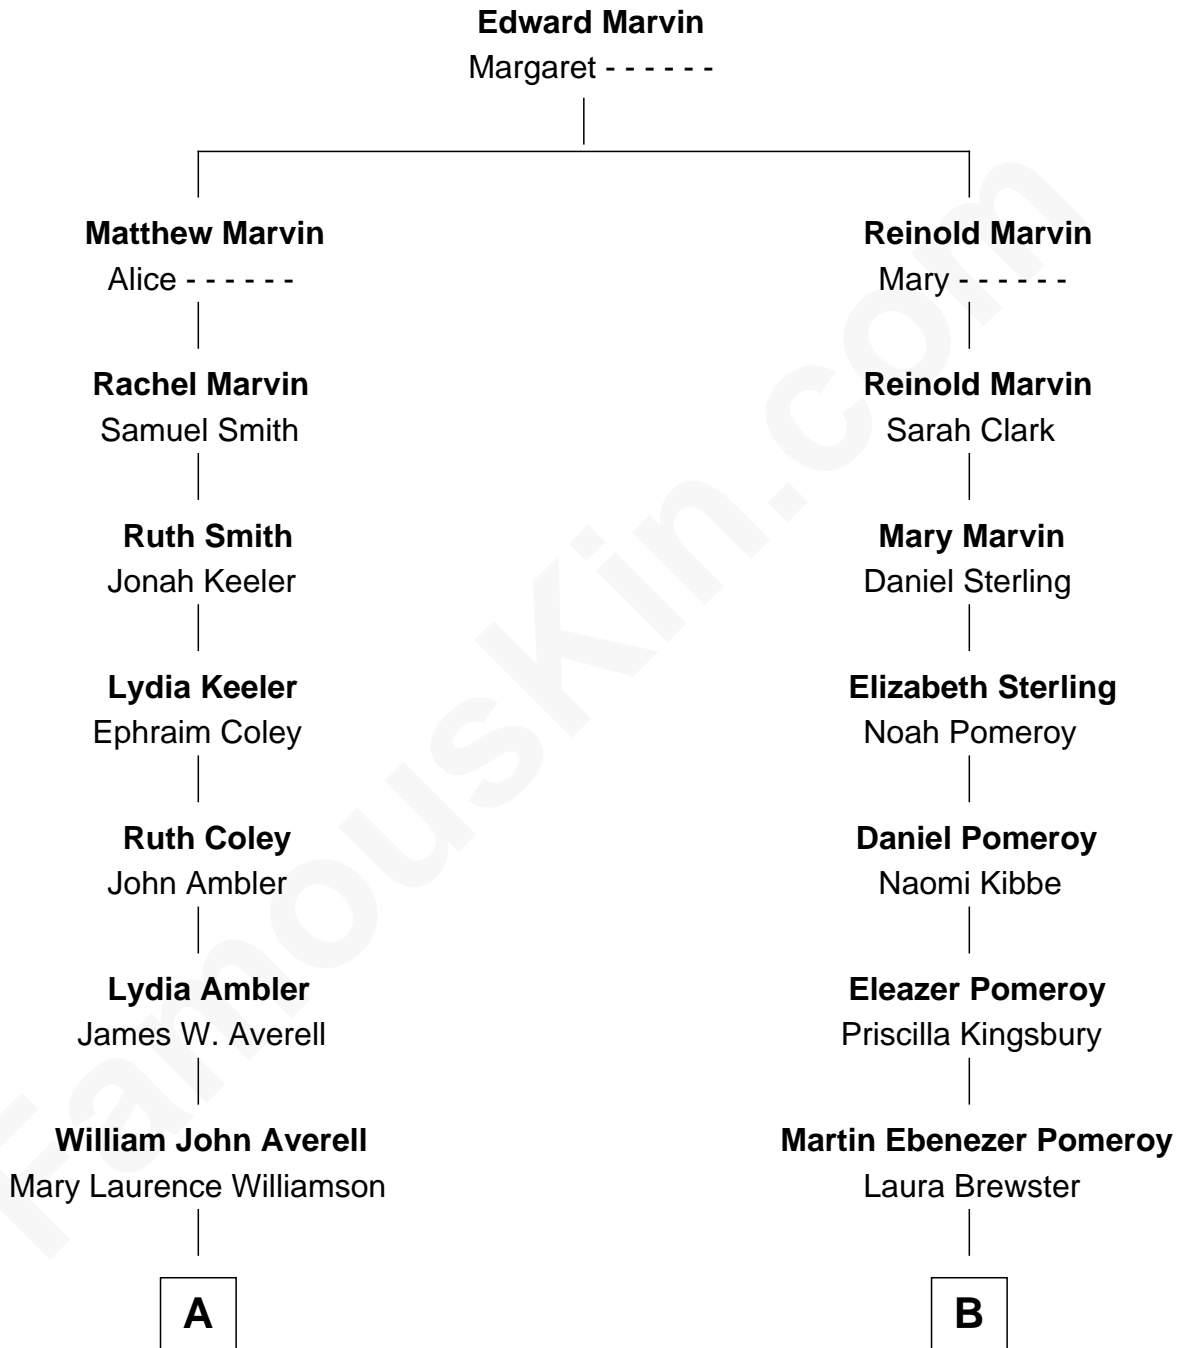 Edward Marvin
Margaret - - - - - -
Matthew Marvin
Alice - - - - - -
Reinold Marvin
Mary - - - - - -
Rachel Marvin
Samuel Smith
Reinold Marvin
Sarah Clark
Ruth Smith
Jonah Keeler
Mary Marvin
Daniel Sterling
Lydia Keeler
Ephraim Coley
Elizabeth Sterling
Noah Pomeroy
Ruth Coley
John Ambler
Daniel Pomeroy
Naomi Kibbe
Lydia Ambler
James W. Averell
Eleazer Pomeroy
Priscilla Kingsbury
William John Averell
Mary Laurence Williamson
Martin Ebenezer Pomeroy
Laura Brewster
A
B
FamousKin.com